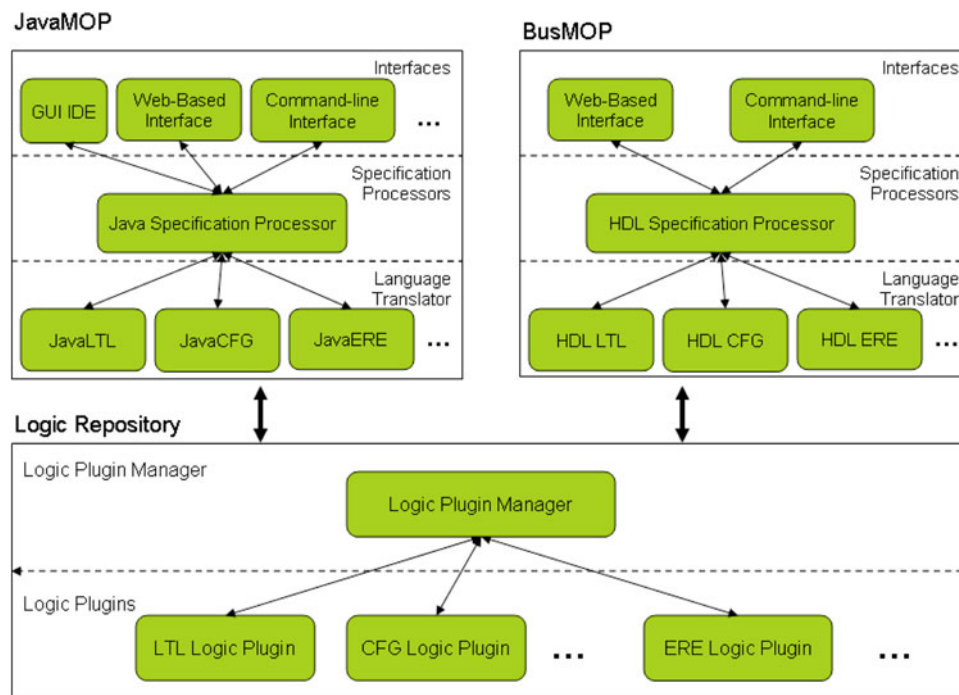 JavaMOP
Interfaces
GUI IDE
Web-Based
Interface
Command-line
Interface
...
Specification
Processors
Java Specification Processor
Language
Translator
JavaLTL
JavaCFG
JavaERE
...
BusMOP
Interfaces
Web-Based
Interface
Command-line
Interface
Specification
Processors
HDL Specification Processor
Language
Translator
HDL LTL
HDL CFG
HDL ERE
...
Logic Repository
Logic Plugin Manager
Logic Plugin Manager
Logic Plugins
LTL Logic Plugin
CFG Logic Plugin
...
ERE Logic Plugin
...